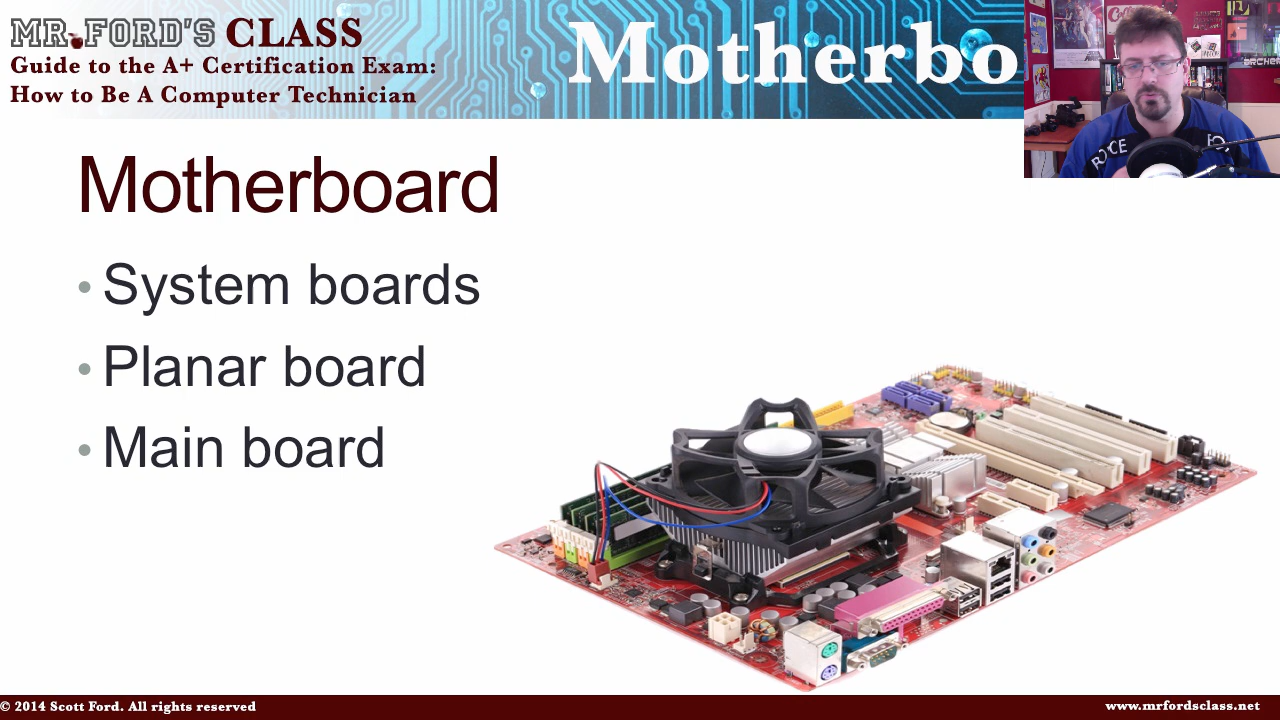 MR. FORD'S CLASS
Guide to the A+ Certification Exam:
How to Be A Computer Technician
Motherbo
Motherboard
• System boards
• Planar board
• Main board
© 2014 Scott Ford. All rights reserved
www.mrfordsclass.net